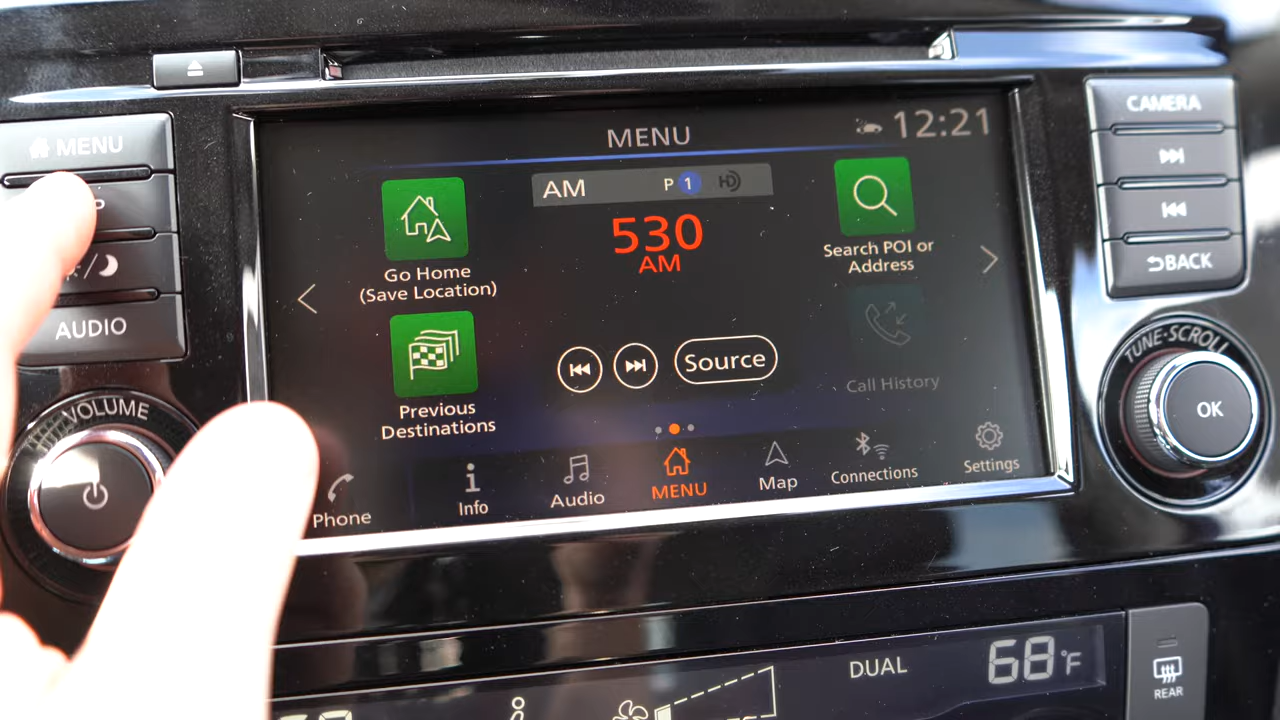 MENU
12:21
MENU
CAMERA
AM
P 1 HD
530
AM
Go Home
(Save Location)
Search POI or
Address
BACK
AUDIO
Source
Call History
Previous
Destinations
VOLUME
TUNE·SCROLL
OK
Phone
Info
Audio
MENU
Map
Connections
Settings
DUAL
68°F
REAR